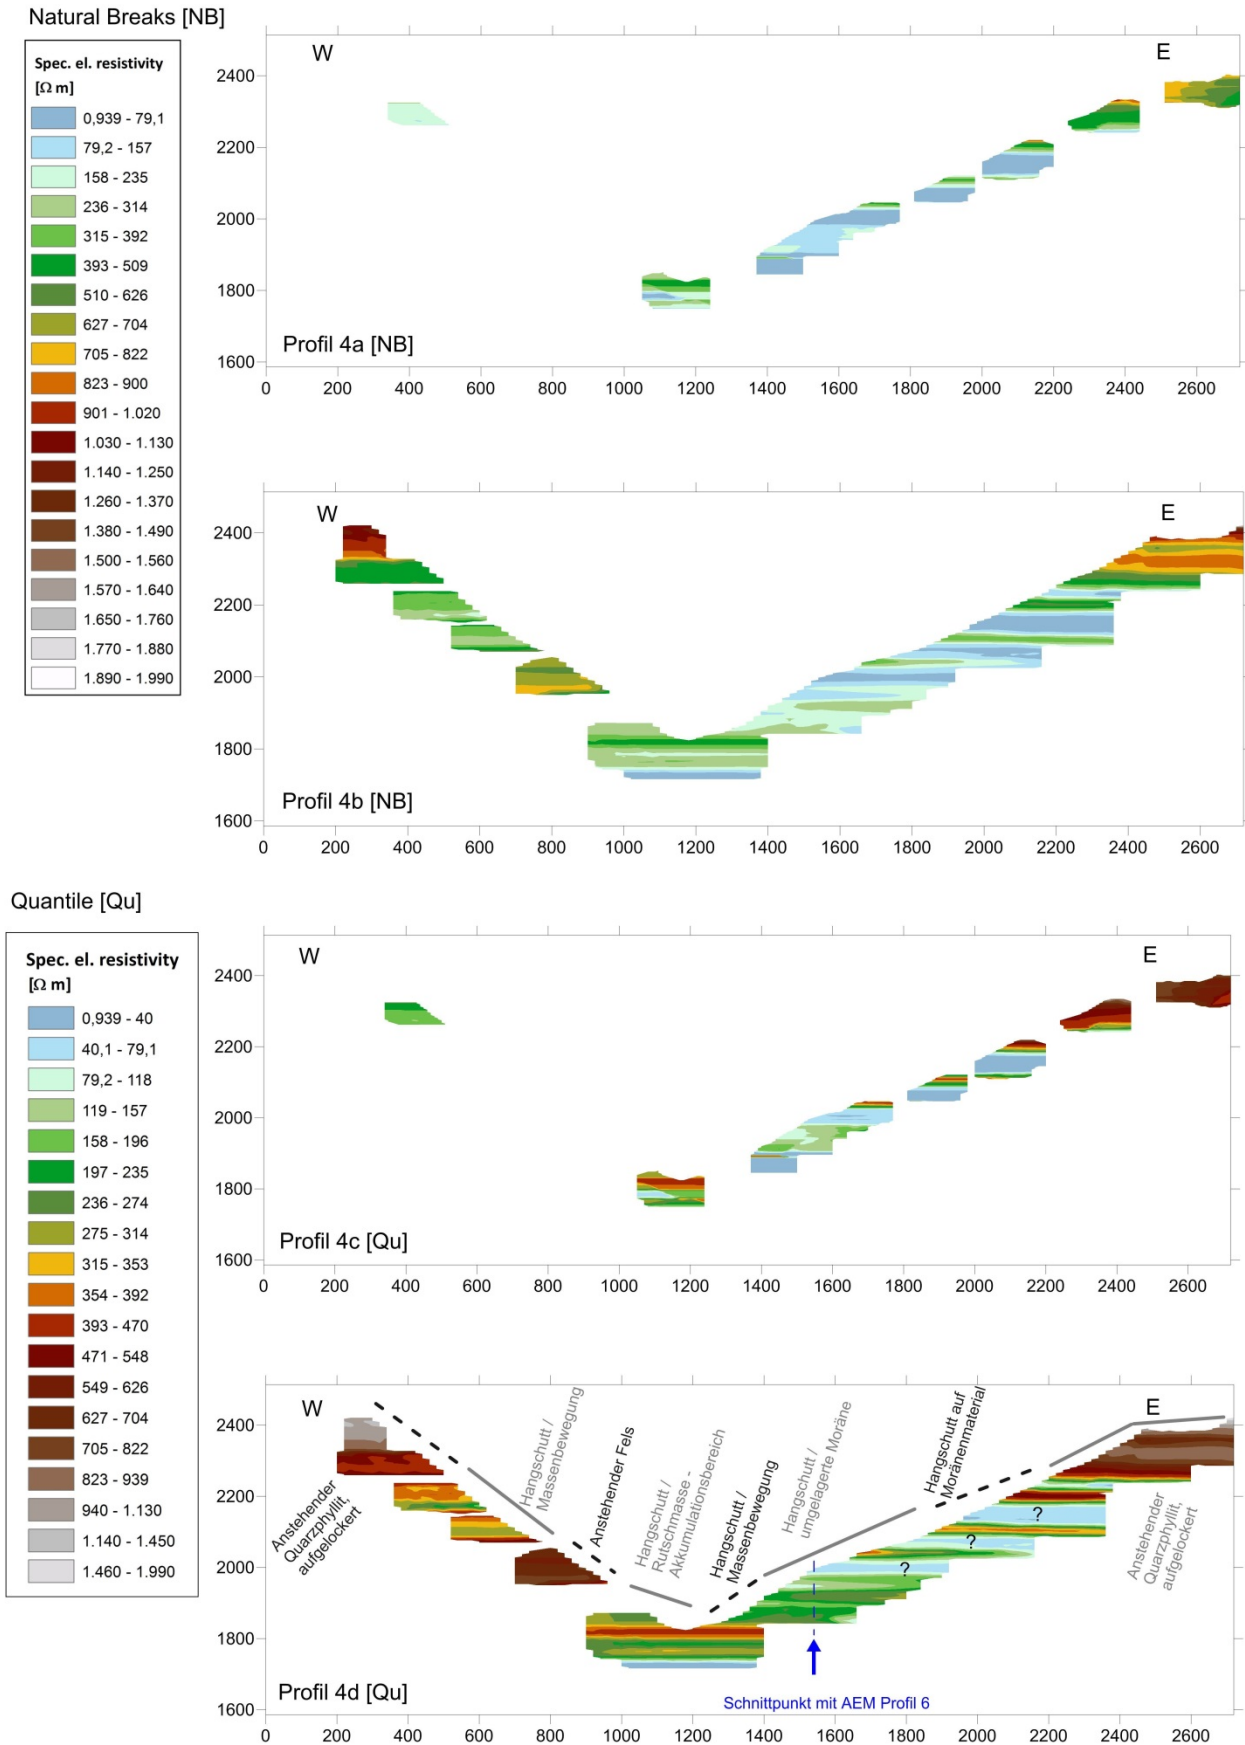 Natural Breaks [NB]
Spec. el. resistivity
[Ω m]
0,939 - 79,1
79,2 - 157
158 - 235
236 - 314
315 - 392
393 - 509
510 - 626
627 - 704
705 - 822
823 - 900
901 - 1.020
1.030 - 1.130
1.140 - 1.250
1.260 - 1.370
1.380 - 1.490
1.500 - 1.560
1.570 - 1.640
1.650 - 1.760
1.770 - 1.880
1.890 - 1.990
W
E
2400
2200
2000
1800
1600
Profil 4a [NB]
0 200 400 600 800 1000 1200 1400 1600 1800 2000 2200 2400 2600
W
E
2400
2200
2000
1800
1600
Profil 4b [NB]
0 200 400 600 800 1000 1200 1400 1600 1800 2000 2200 2400 2600
Quantile [Qu]
Spec. el. resistivity
[Ω m]
0,939 - 40
40,1 - 79,1
79,2 - 118
119 - 157
158 - 196
197 - 235
236 - 274
275 - 314
315 - 353
354 - 392
393 - 470
471 - 548
549 - 626
627 - 704
705 - 822
823 - 939
940 - 1.130
1.140 - 1.450
1.460 - 1.990
W
E
2400
2200
2000
1800
1600
Profil 4c [Qu]
0 200 400 600 800 1000 1200 1400 1600 1800 2000 2200 2400 2600
W
E
2400
2200
2000
1800
1600
Anstehender
Quarzphyllit,
aufgelockert
Hangschutt /
Massenbewegung
Anstehender Fels
Hangschutt /
Rutschmasse -
Akkumulationsbereich
Hangschutt /
Massenbewegung
Hangschutt /
umgelagerte Moräne
Hangschutt auf
Moränenmaterial
Anstehender
Quarzphyllit,
aufgelockert
?
?
?
Schnittpunkt mit AEM Profil 6
Profil 4d [Qu]
0 200 400 600 800 1000 1200 1400 1600 1800 2000 2200 2400 2600